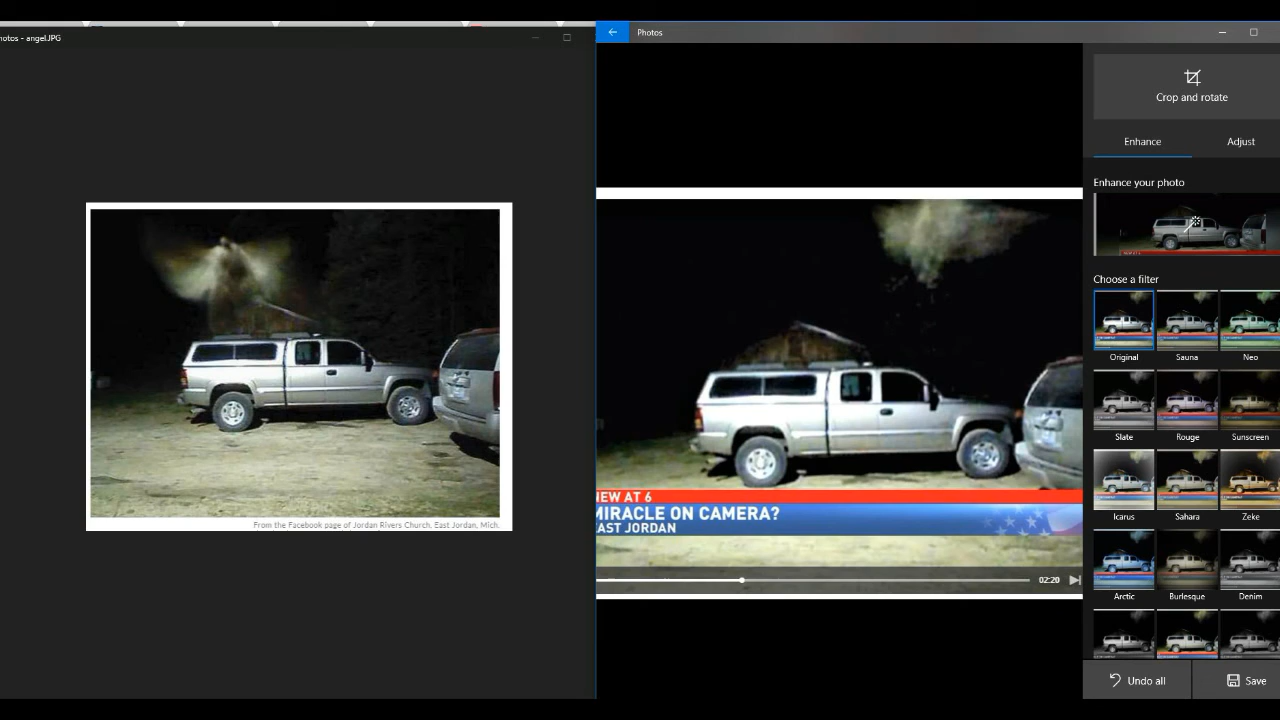 hotos - angel.JPG
From the Facebook page of Jordan Rivers Church, East Jordan, Mich.
Photos
NEW AT 6
MIRACLE ON CAMERA?
EAST JORDAN
02:20
Crop and rotate
Enhance Adjust
Enhance your photo
Choose a filter
Original Sauna Neo
Slate Rouge Sunscreen
Icarus Sahara Zeke
Arctic Burlesque Denim
Undo all Save